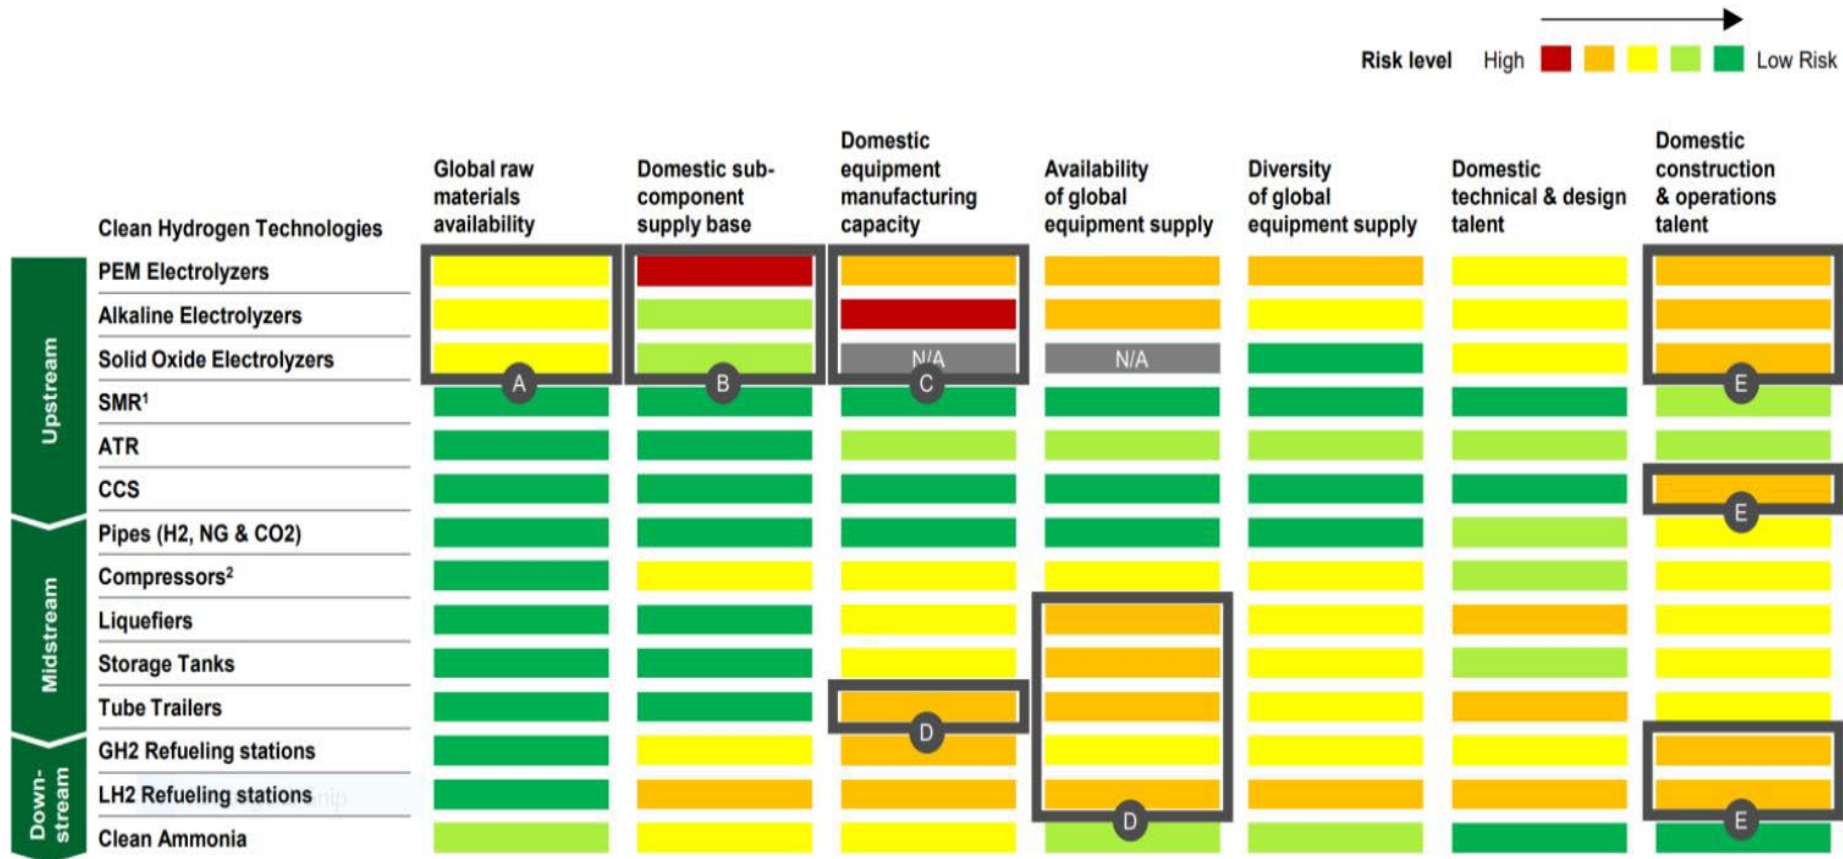 Risk level High Low Risk
Domestic
Domestic
Global raw
Domestic sub-
equipment
Availability
Diversity
Domestic
construction
materials
component
manufacturing
of global
of global
technical & design
& operations
Clean Hydrogen Technologies
availability
supply base
capacity
equipment supply
equipment supply
talent
talent
Upstream
PEM Electrolyzers
Alkaline Electrolyzers
Solid Oxide Electrolyzers N/A N/A
A B C E
SMR¹
ATR
CCS
E
Midstream
Pipes (H2, NG & CO2)
Compressors²
Liquefiers
Storage Tanks
Tube Trailers
D
Down-
stream
GH2 Refueling stations
LH2 Refueling stations
D E
Clean Ammonia